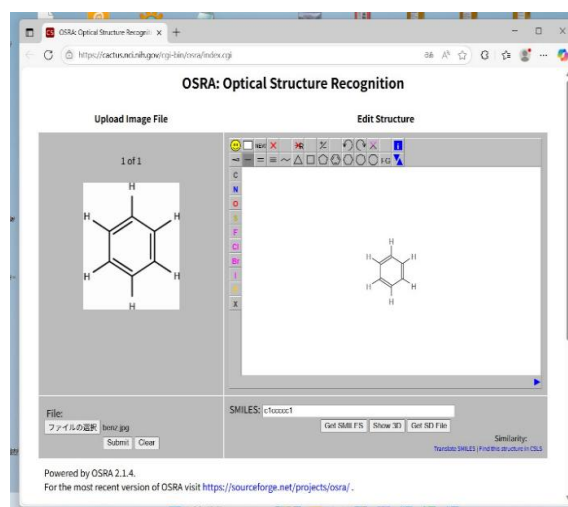 OSRA: Optical Structure Recogniti
https://cactus.nci.nih.gov/cgi-bin/osra/index.cgi
OSRA: Optical Structure Recognition
Upload Image File
Edit Structure
1 of 1
H
H H
H H
H
NEW
C
N
O
F
Cl
Br
I
X
H
H H
H H
H
File:
ファイルの選択 benz.jpg
Submit Clear
SMILES: c1ccccc1
Get SMILES Show 3D Get SD File
Similarity:
Translate SMILES | Find this structure in CSLS
Powered by OSRA 2.1.4.
For the most recent version of OSRA visit https://sourceforge.net/projects/osra/ .